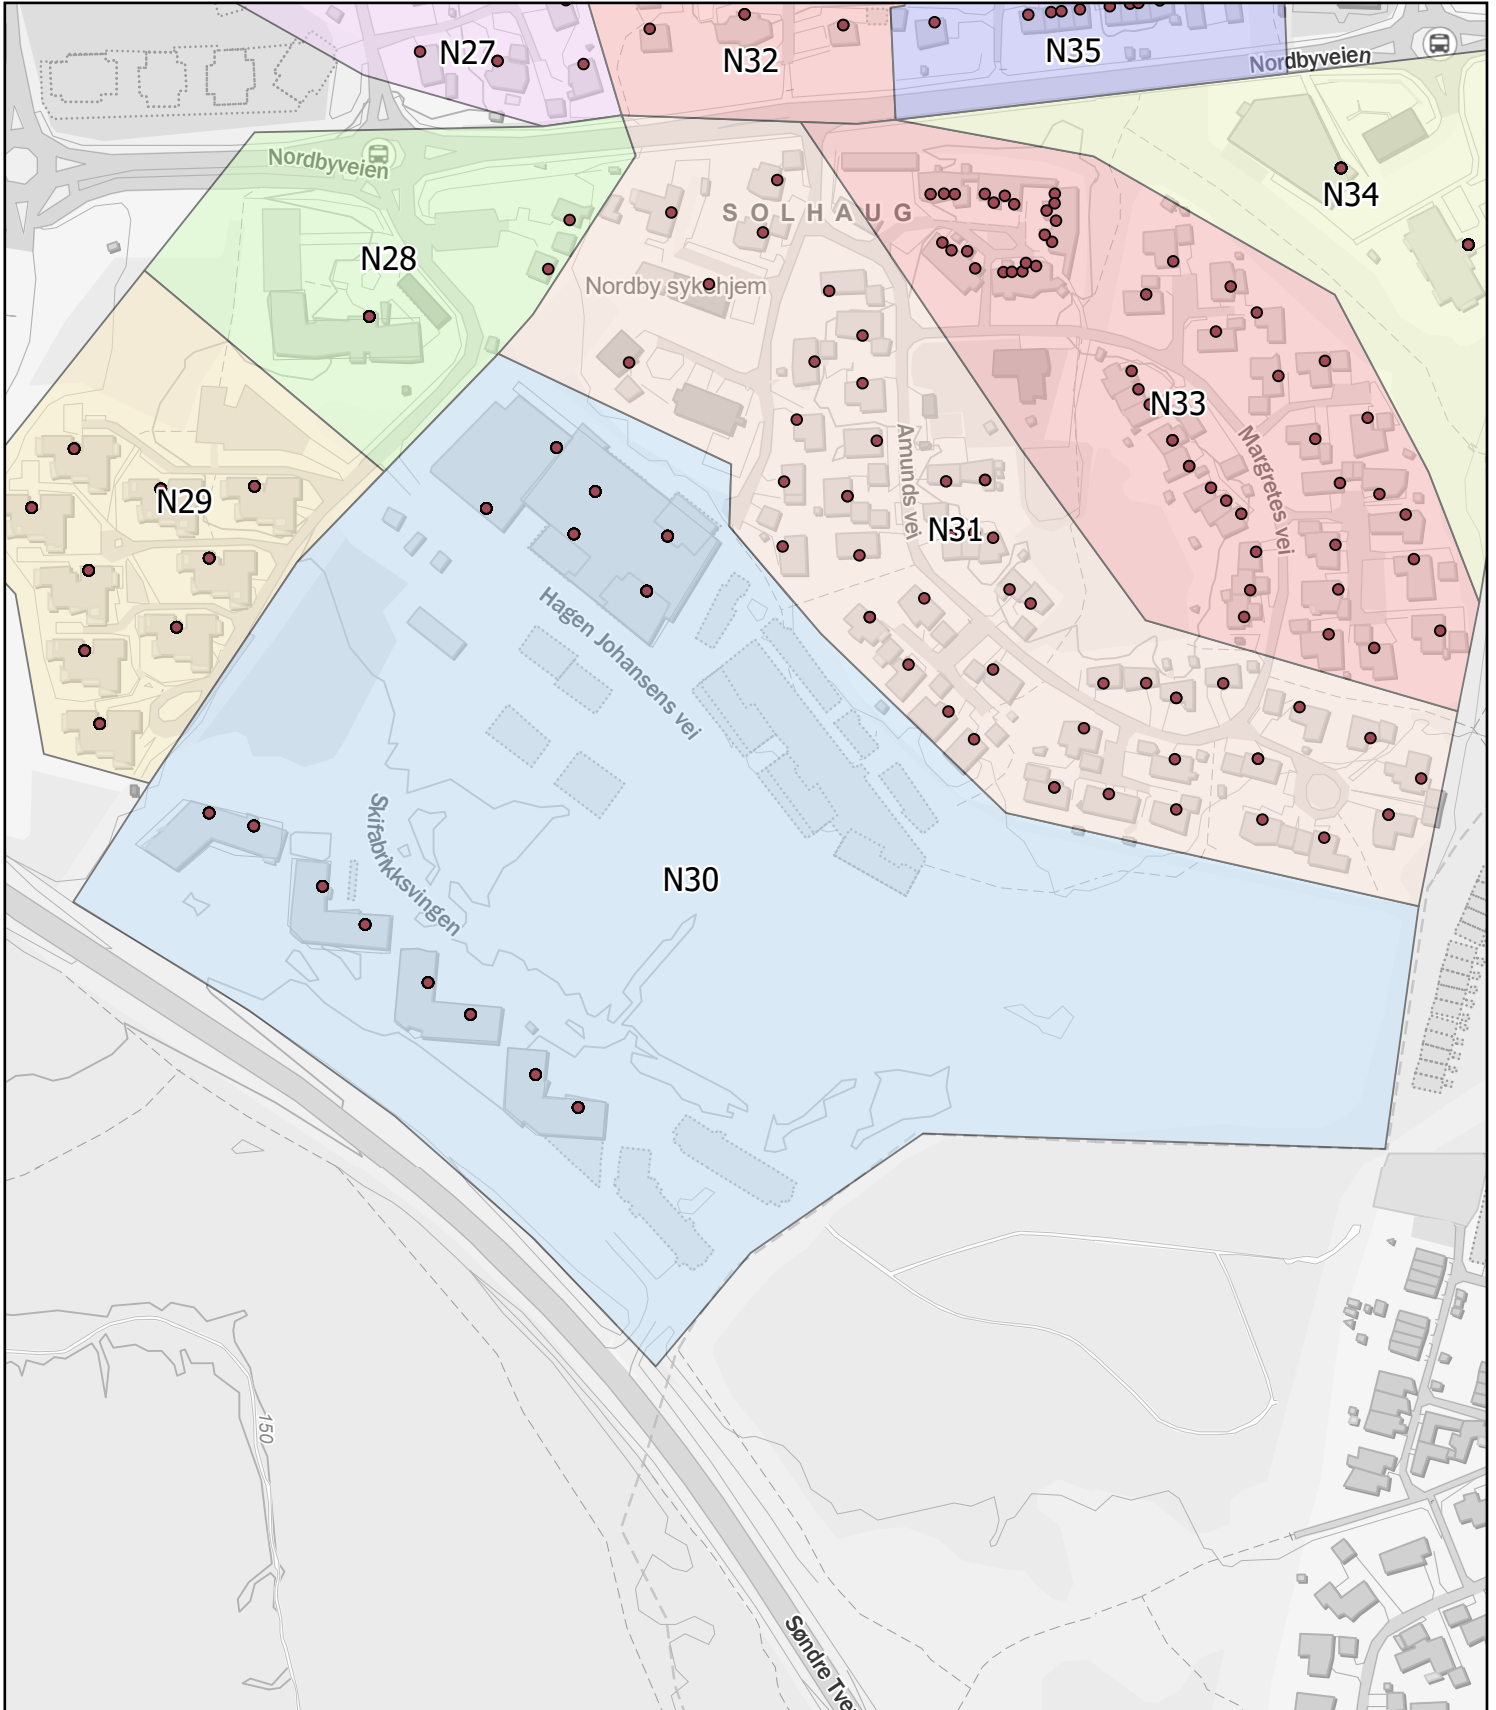 N27
N32
N35
Nordbyveien
Nordbyveien
N34
SOLHAUG
N28
Nordby sykehjem
N33
Amunds vei
Margretes vei
N29
N31
Hagen Johansens vei
Skifabrikksvingen
N30
150
Søndre Tve